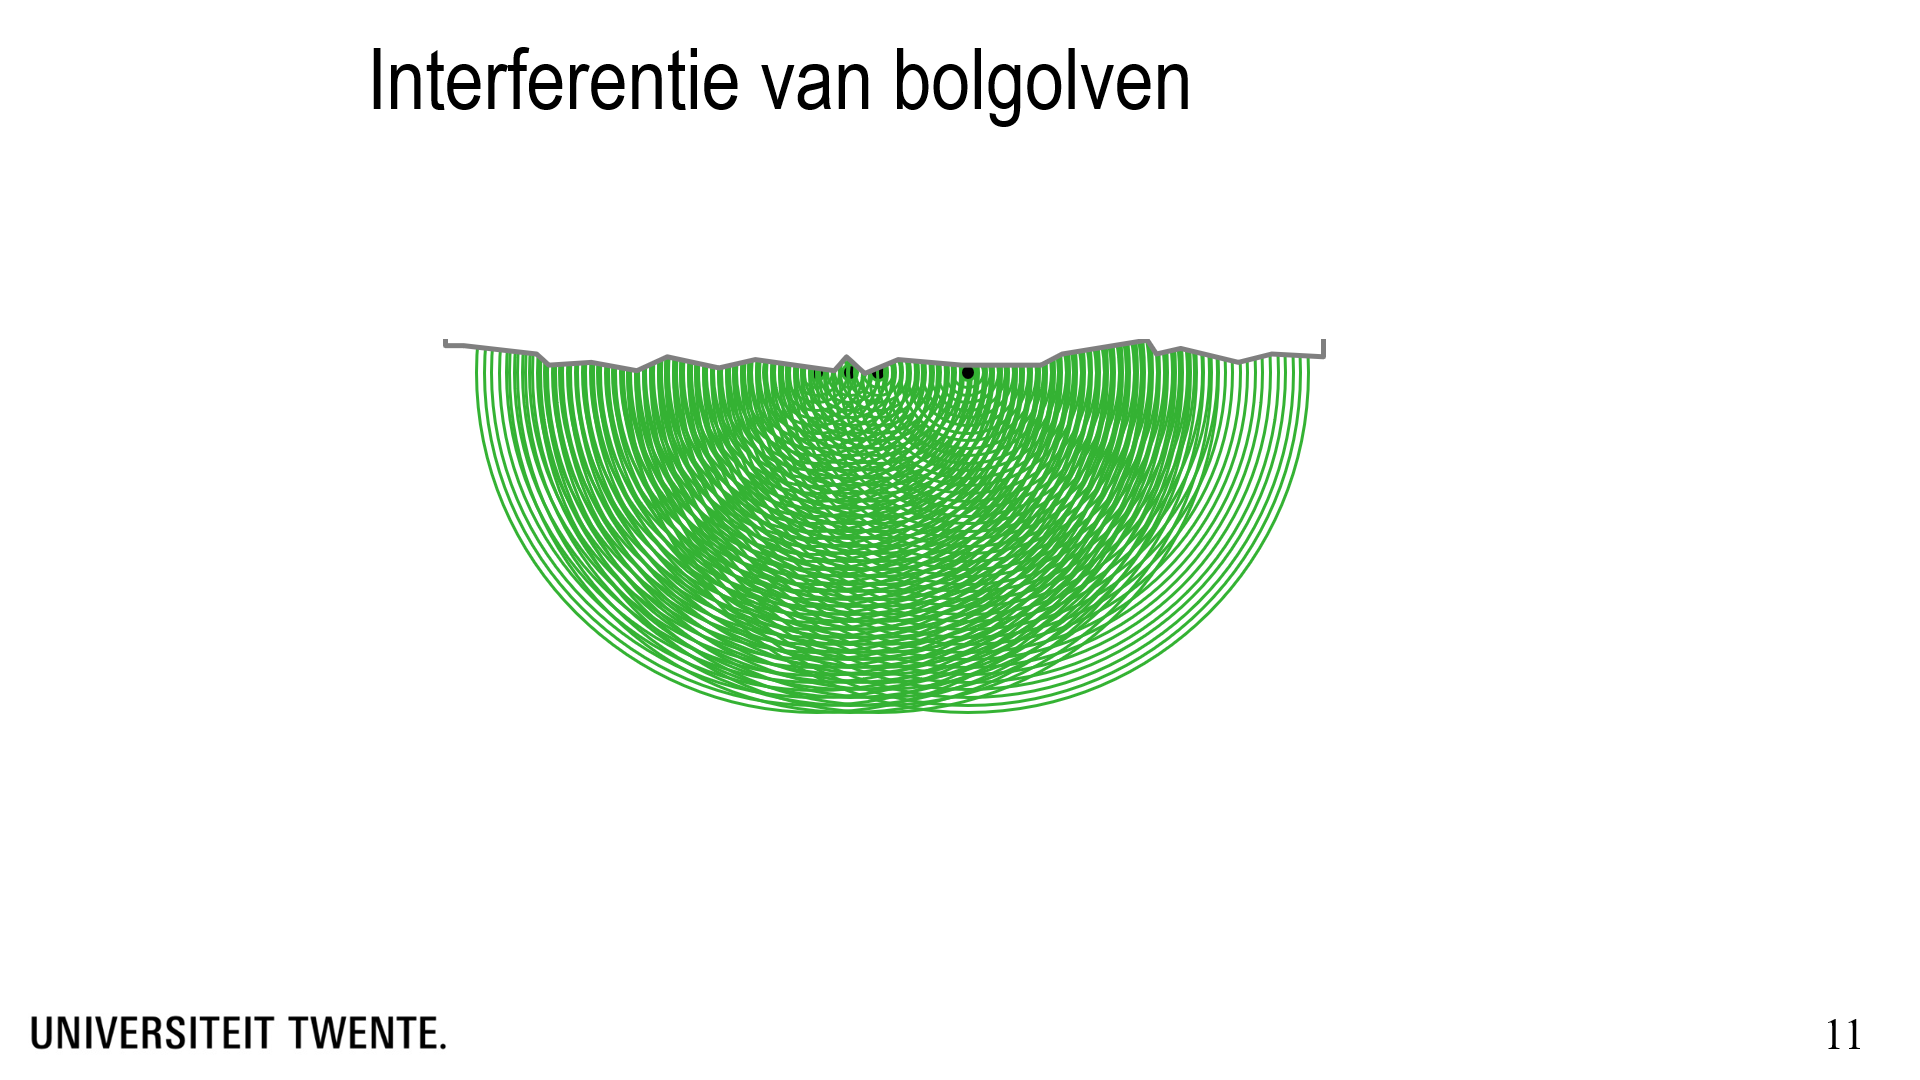 Interferentie van bolgolven
UNIVERSITEIT TWENTE.
11